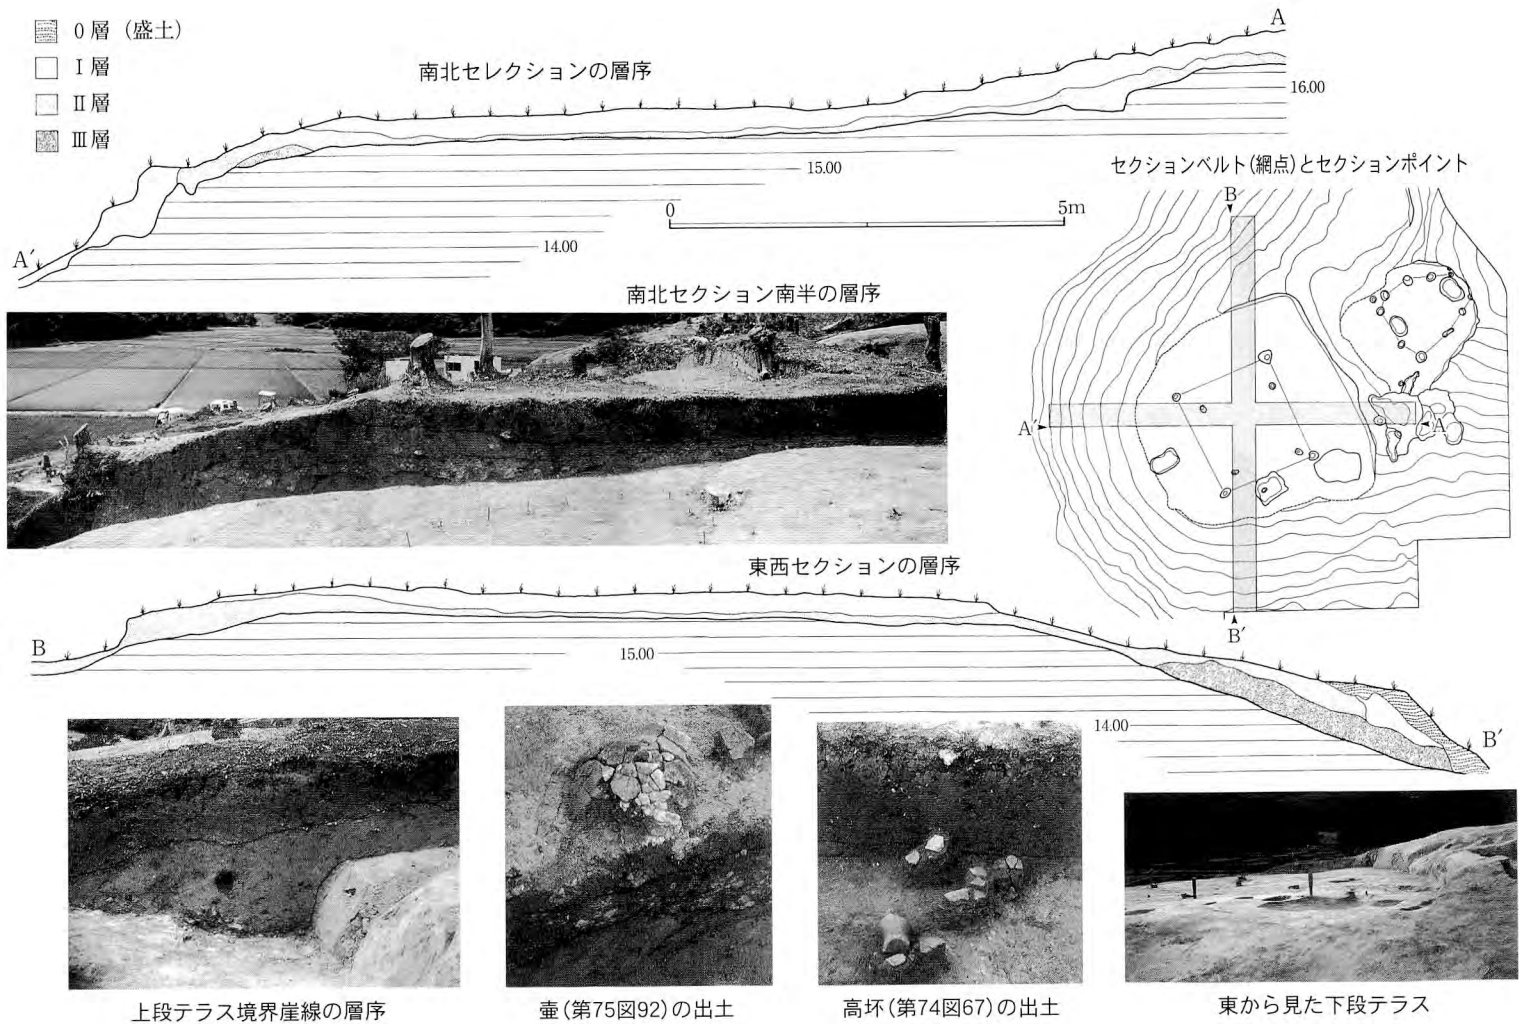 0層（盛土）
Ⅰ層
Ⅱ層
Ⅲ層
南北セレクションの層序
A
16.00
15.00
14.00
A′
0
5m
セクションベルト(網点)とセクションポイント
B
A′
A
B′
南北セクション南半の層序
東西セクションの層序
B
15.00
14.00
B′
上段テラス境界崖線の層序
壷(第75図92)の出土
高坏(第74図67)の出土
東から見た下段テラス